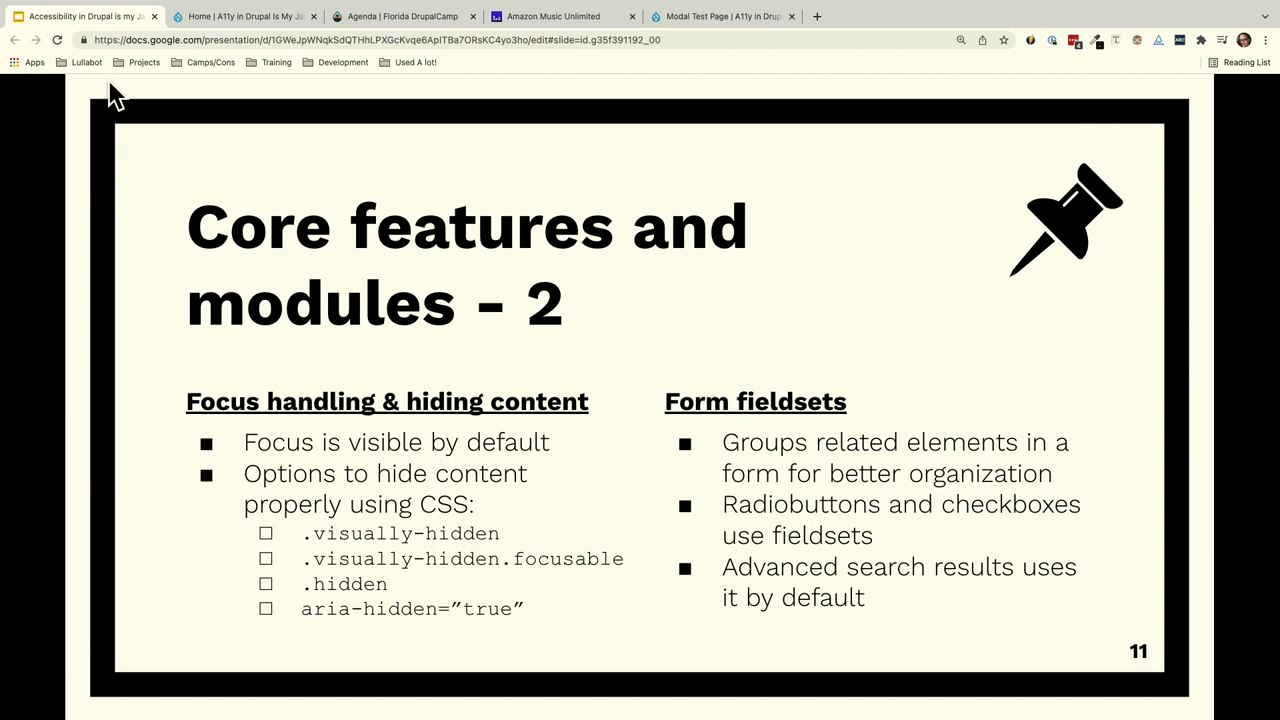 Accessibility in Drupal is my Ja
Home | A11y in Drupal Is My Ja
Agenda | Florida DrupalCamp
Amazon Music Unlimited
Modal Test Page | A11y in Drup
https://docs.google.com/presentation/d/1GWeJpWNqkSdQTHhLPXGcKvqe6ApITBa7ORsKC4yo3ho/edit#slide=id.g35f391192_00
Apps
Lullabot
Projects
Camps/Cons
Training
Development
Used A lot!
Reading List
Core features and
modules - 2
Focus handling & hiding content
■ Focus is visible by default
■ Options to hide content
properly using CSS:
□ .visually-hidden
□ .visually-hidden.focusable
□ .hidden
□ aria-hidden=”true”
Form fieldsets
■ Groups related elements in a
form for better organization
■ Radiobuttons and checkboxes
use fieldsets
■ Advanced search results uses
it by default
11